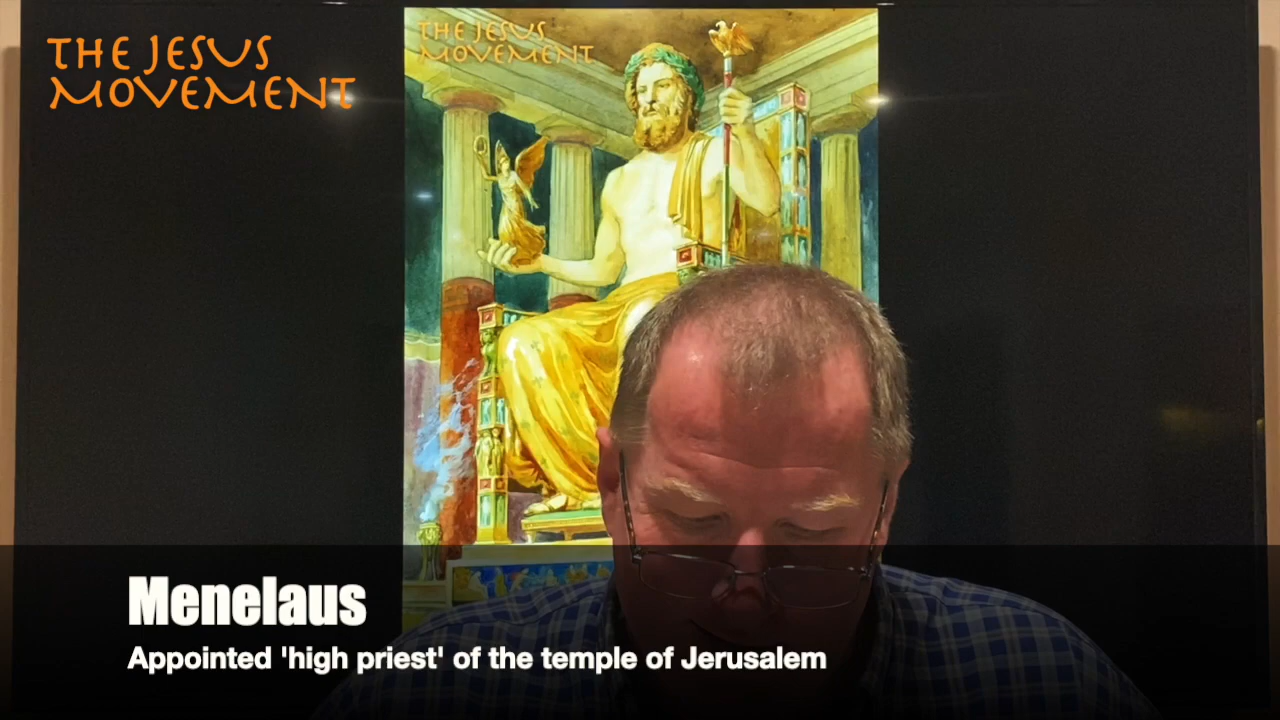 THE JESUS
MOVEMENT
THE JESUS
MOVEMENT
Menelaus
Appointed 'high priest' of the temple of Jerusalem